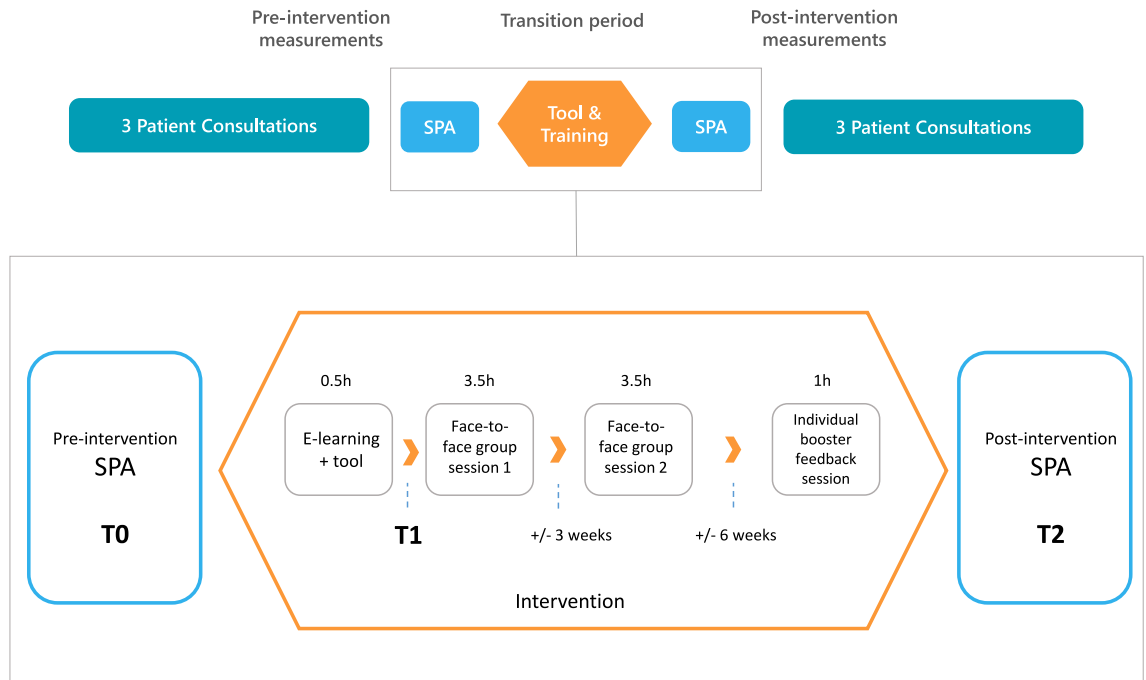 Pre-intervention
measurements
Transition period
Post-intervention
measurements
3 Patient Consultations
SPA
Tool &
Training
SPA
3 Patient Consultations
Pre-intervention
SPA
T0
0.5h
E-learning
+ tool
T1
3.5h
Face-to-
face group
session 1
+/- 3 weeks
3.5h
Face-to-
face group
session 2
+/- 6 weeks
1h
Individual
booster
feedback
session
Intervention
Post-intervention
SPA
T2